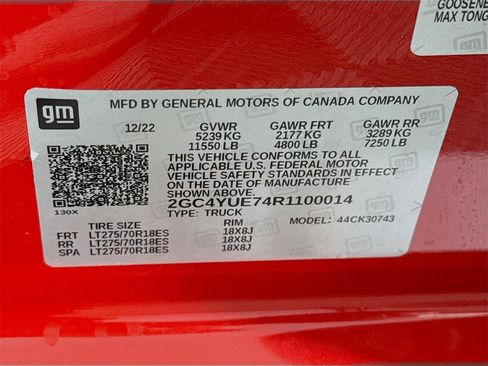 GOOSENE
MAX TONG
gm
MFD BY GENERAL MOTORS OF CANADA COMPANY
12/22 GVWR GAWR FRT GAWR RR
5239 KG 2177 KG 3289 KG
11550 LB 4800 LB 7250 LB
THIS VEHICLE CONFORMS TO ALL
APPLICABLE U.S. FEDERAL MOTOR
VEHICLE SAFETY STANDARDS IN EFFECT
ON THE DATE OF MANUFACTURE
SHOWN ABOVE.
2GC4YUE74R1100014
130X TYPE: TRUCK MODEL: 44CK30743
TIRE SIZE RIM
FRT LT275/70R18ES 18X8J
RR LT275/70R18ES 18X8J
SPA LT275/70R18ES 18X8J